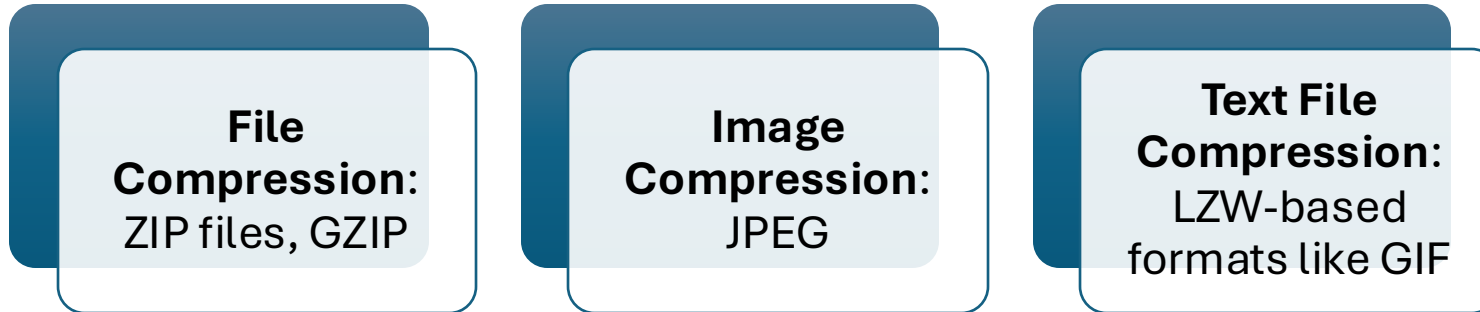 File
Compression:
ZIP files, GZIP
Image
Compression:
JPEG
Text File
Compression:
LZW-based
formats like GIF